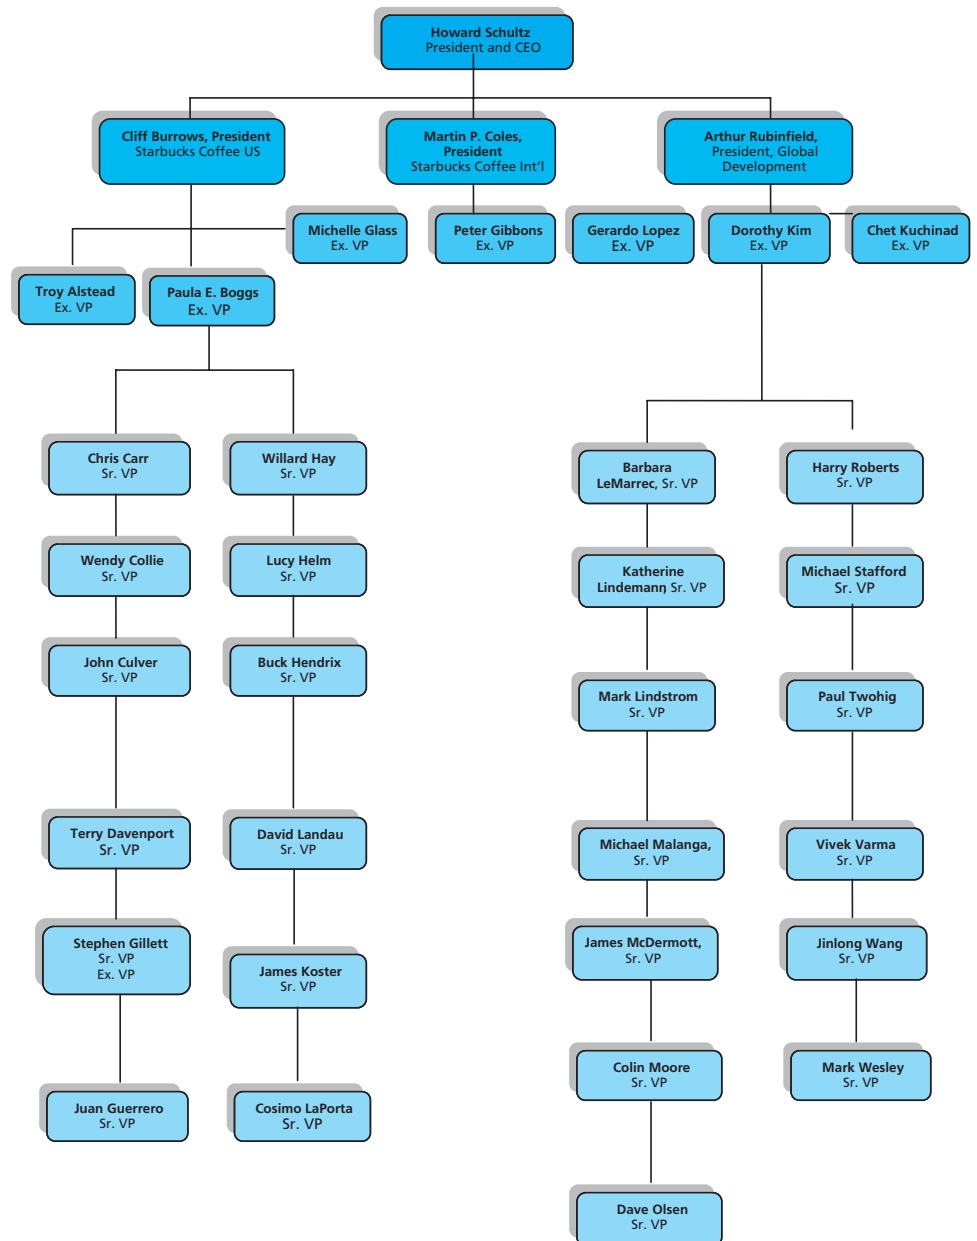 Howard Schultz
President and CEO
Cliff Burrows, President
Starbucks Coffee US
Martin P. Coles,
President
Starbucks Coffee Int'l
Arthur Rubinfield,
President, Global
Development
Michelle Glass
Ex. VP
Peter Gibbons
Ex. VP
Gerardo Lopez
Ex. VP
Dorothy Kim
Ex. VP
Chet Kuchinad
Ex. VP
Troy Alstead
Ex. VP
Paula E. Boggs
Ex. VP
Chris Carr
Sr. VP
Willard Hay
Sr. VP
Barbara
LeMarrec, Sr. VP
Harry Roberts
Sr. VP
Wendy Collie
Sr. VP
Lucy Helm
Sr. VP
Katherine
Lindemann, Sr. VP
Michael Stafford
Sr. VP
John Culver
Sr. VP
Buck Hendrix
Sr. VP
Mark Lindstrom
Sr. VP
Paul Twohig
Sr. VP
Terry Davenport
Sr. VP
David Landau
Sr. VP
Michael Malanga,
Sr. VP
Vivek Varma
Sr. VP
Stephen Gillett
Sr. VP
Ex. VP
James Koster
Sr. VP
James McDermott,
Sr. VP
Jinlong Wang
Sr. VP
Juan Guerrero
Sr. VP
Cosimo LaPorta
Sr. VP
Colin Moore
Sr. VP
Mark Wesley
Sr. VP
Dave Olsen
Sr. VP